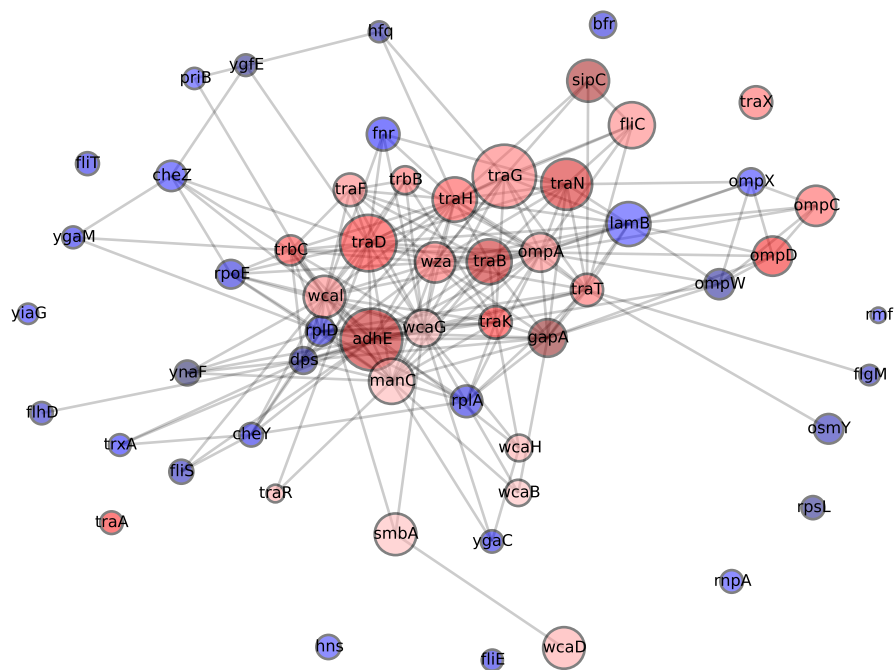 bfr
hfq
ygfE
priB
sipC
traX
fliC
fnr
fliT
cheZ
trbB
traG
traN
ompX
traF
traH
ompC
lamB
ygaM
traD
trbC
ompA
ompD
wza
traB
rpoE
ompW
traT
wcaI
yiaG
rmf
rplD
wcaG
traK
adhE
gapA
dps
ynaF
flgM
manC
rplA
flhD
osmY
cheY
trxA
wcaH
fliS
traR
wcaB
rpsL
traA
smbA
ygaC
rnpA
hns
wcaD
fliE